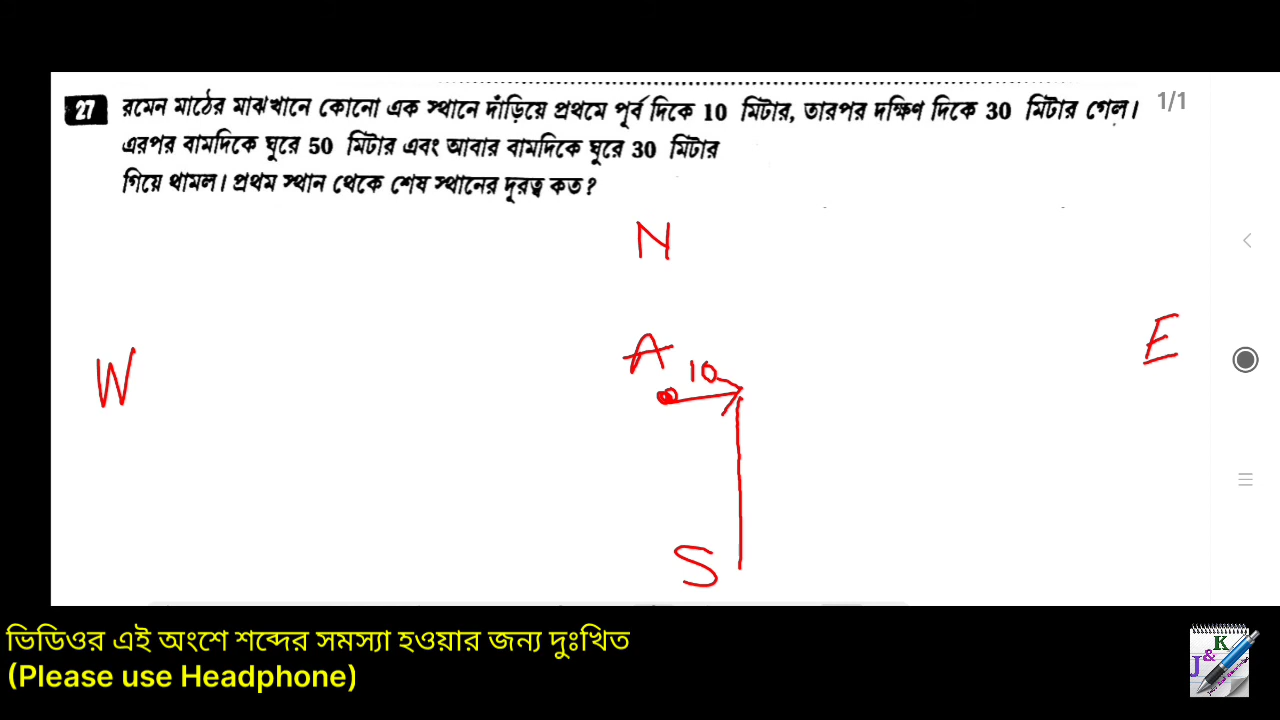 27 রমেন মাঠের মাঝখানে কোনো এক স্থানে দাঁড়িয়ে প্রথমে পূর্ব দিকে 10 মিটার, তারপর দক্ষিণ দিকে 30 মিটার গেল।
1/1
এরপর বামদিকে ঘুরে 50 মিটার এবং আবার বামদিকে ঘুরে 30 মিটার
গিয়ে থামল। প্রথম স্থান থেকে শেষ স্থানের দূরত্ব কত?
N
E
W
A
10
S
ভিডিওর এই অংশে শব্দের সমস্যা হওয়ার জন্য দুঃখিত
(Please use Headphone)
J & K